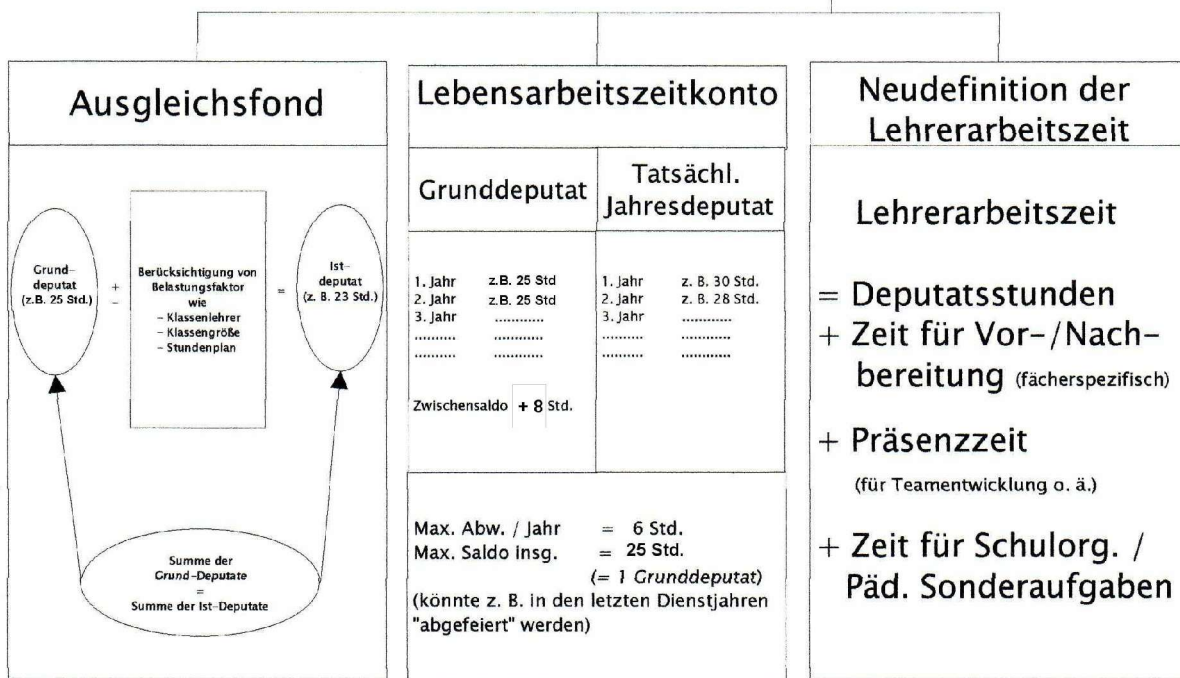 Ausgleichsfond
Grund-
deputat
(z.B. 25 Std.)
+
–
Berücksichtigung von
Belastungsfaktor
wie
– Klassenlehrer
– Klassengröße
– Stundenplan
=
Ist-
deputat
(z. B. 23 Std.)
Summe der
Grund-Deputate
=
Summe der Ist-Deputate
Lebensarbeitszeitkonto
Grunddeputat
Tatsächl.
Jahresdeputat
1. Jahr z.B. 25 Std
2. Jahr z.B. 25 Std
3. Jahr ............
.......... ............
.......... ............
Zwischensaldo + 8 Std.
1. Jahr z. B. 30 Std.
2. Jahr z. B. 28 Std.
3. Jahr ............
.......... ............
.......... ............
Max. Abw. / Jahr = 6 Std.
Max. Saldo insg. = 25 Std.
(= 1 Grunddeputat)
(könnte z. B. in den letzten Dienstjahren
"abgefeiert" werden)
Neudefinition der
Lehrerarbeitszeit
Lehrerarbeitszeit
= Deputatsstunden
+ Zeit für Vor-/Nach-
bereitung (fächerspezifisch)
+ Präsenzzeit
(für Teamentwicklung o. ä.)
+ Zeit für Schulorg. /
Päd. Sonderaufgaben